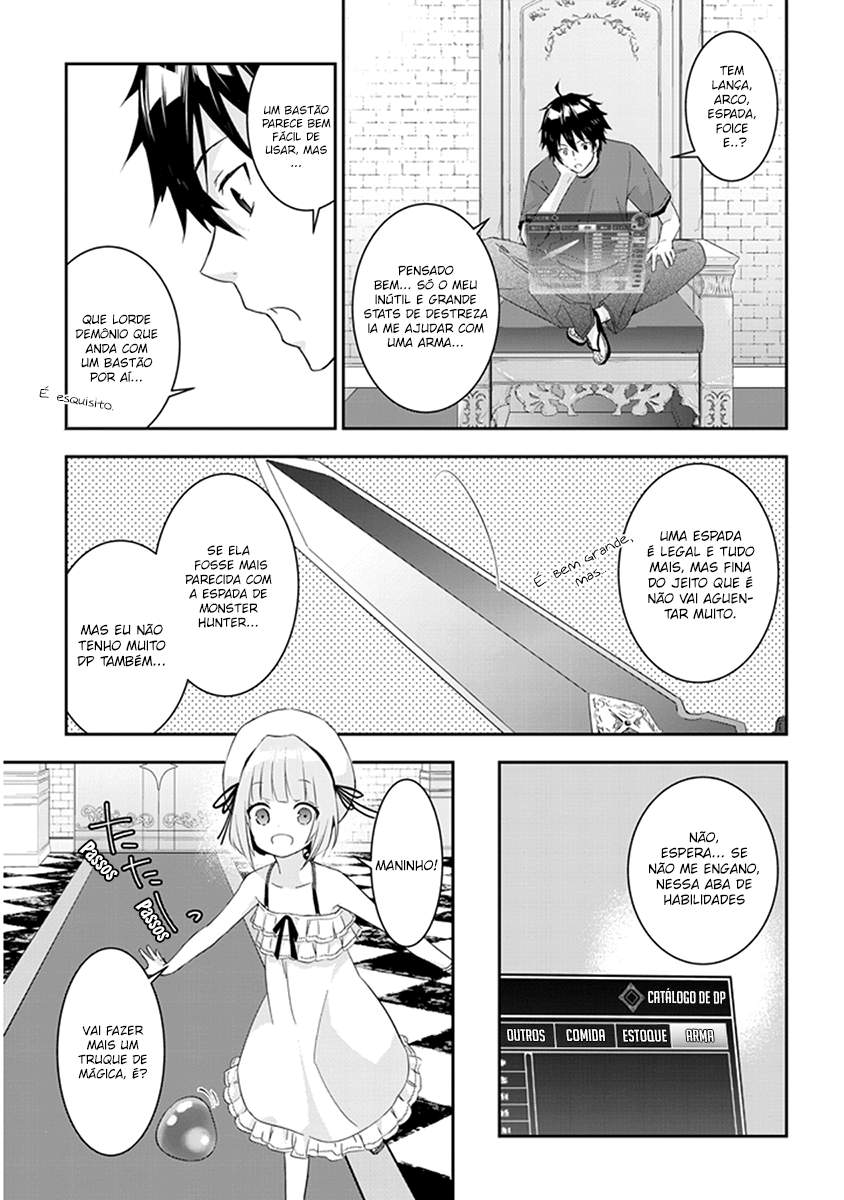 TEM
LANÇA,
ARCO,
ESPADA,
FOICE
E..?
PENSADO
BEM... SÓ O MEU
INÚTIL E GRANDE
STATS DE DESTREZA
IA ME AJUDAR COM
UMA ARMA...
UM BASTÃO
PARECE BEM
FÁCIL DE
USAR, MAS
...
QUE LORDE
DEMÔNIO QUE
ANDA COM
UM BASTÃO
POR AÍ...
É esquisito.
UMA ESPADA
É LEGAL E TUDO
MAIS, MAS FINA
DO JEITO QUE É
NÃO VAI AGUEN-
TAR MUITO.
É bem grande,
mas...
SE ELA
FOSSE MAIS
PARECIDA COM
A ESPADA DE
MONSTER
HUNTER...
MAS EU NÃO
TENHO MUITO
DP TAMBÉM...
NÃO,
ESPERA... SE
NÃO ME ENGANO,
NESSA ABA DE
HABILIDADES
CATÁLOGO DE DP
OUTROS COMIDA ESTOQUE ARMA
MANINHO!
Passos
Passos
VAI FAZER
MAIS UM
TRUQUE DE
MÁGICA, É?